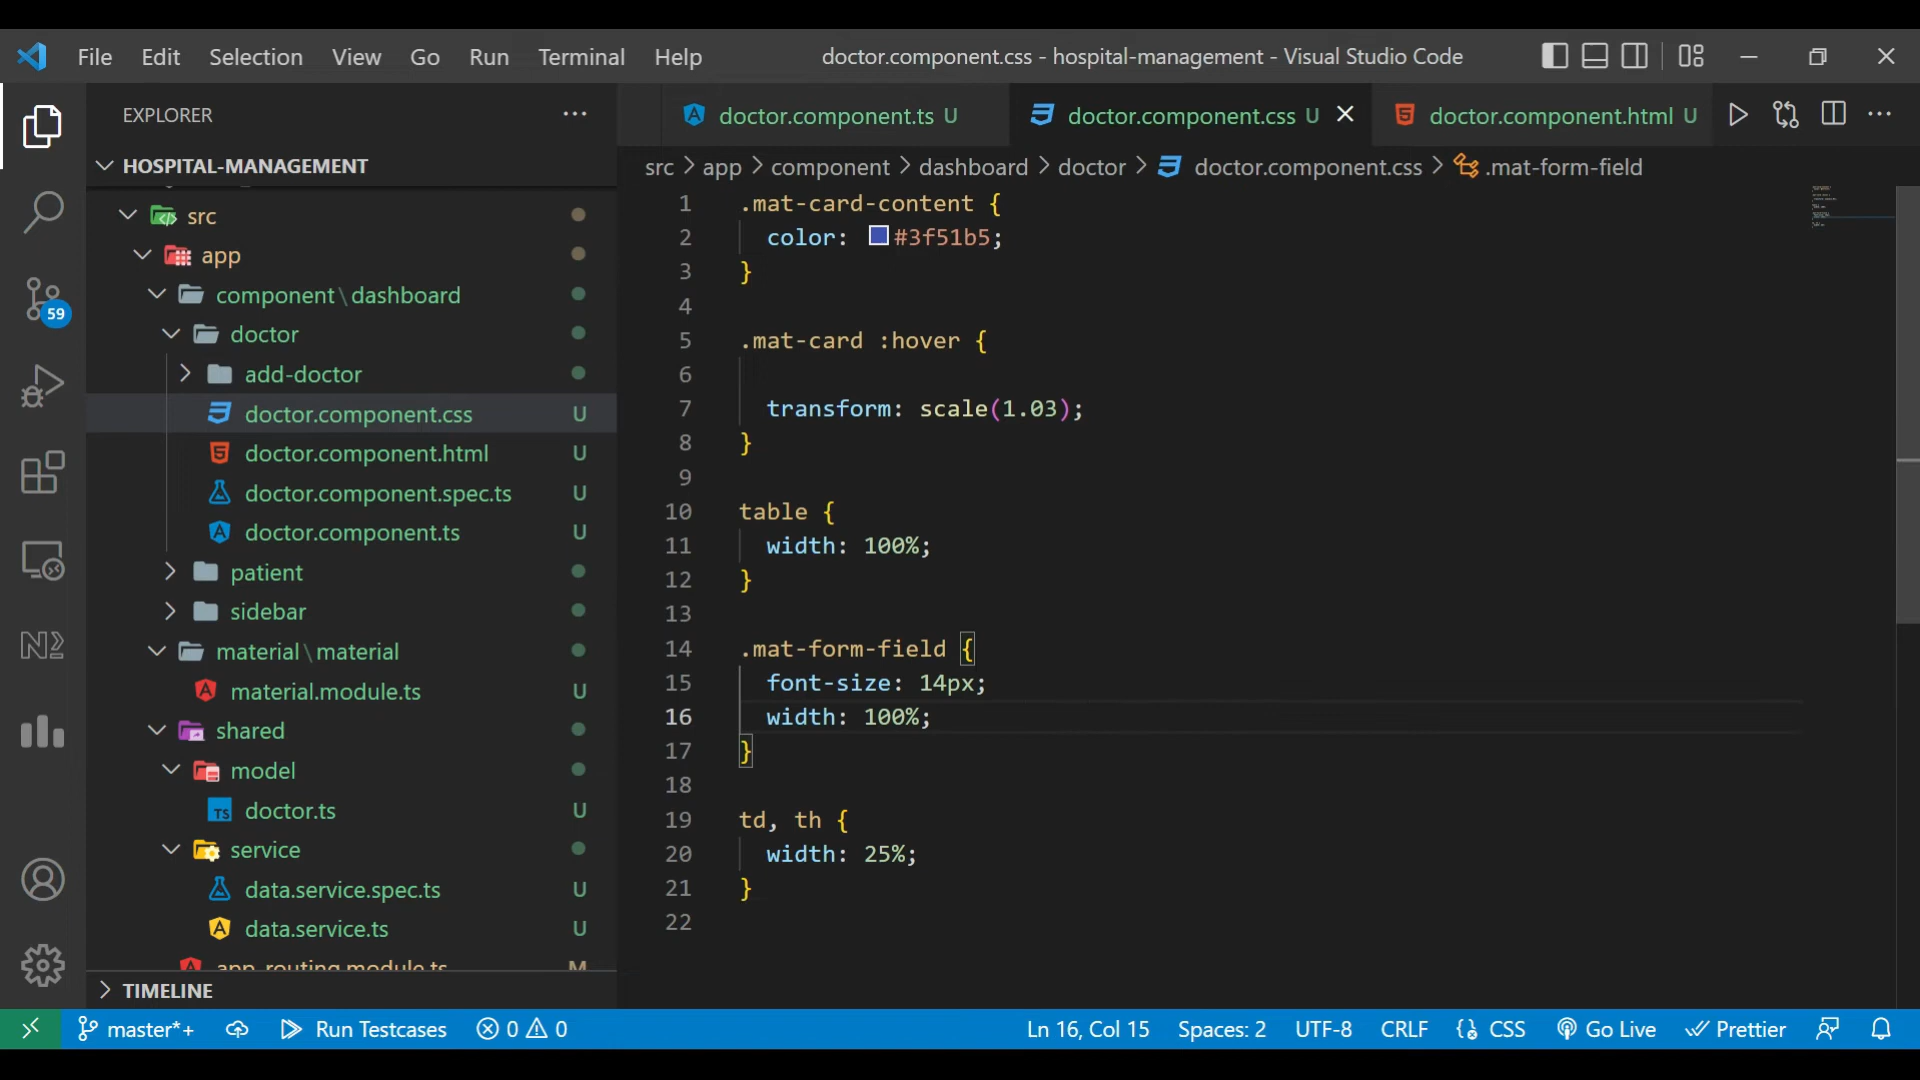 File Edit Selection View Go Run Terminal Help
doctor.component.css - hospital-management - Visual Studio Code
EXPLORER
HOSPITAL-MANAGEMENT
src
app
component\dashboard
doctor
add-doctor
doctor.component.css U
doctor.component.html U
doctor.component.spec.ts U
doctor.component.ts U
patient
sidebar
material\material
material.module.ts U
shared
model
doctor.ts U
service
data.service.spec.ts U
data.service.ts U
app-routing.module.ts M
TIMELINE
59
doctor.component.ts U
doctor.component.css U
doctor.component.html U
src > app > component > dashboard > doctor > doctor.component.css > .mat-form-field
1 .mat-card-content {
2 color: #3f51b5;
3 }
4
5 .mat-card :hover {
6
7 transform: scale(1.03);
8 }
9
10 table {
11 width: 100%;
12 }
13
14 .mat-form-field {
15 font-size: 14px;
16 width: 100%;
17 }
18
19 td, th {
20 width: 25%;
21 }
22
master*+ Run Testcases 0 0 Ln 16, Col 15 Spaces: 2 UTF-8 CRLF CSS Go Live Prettier